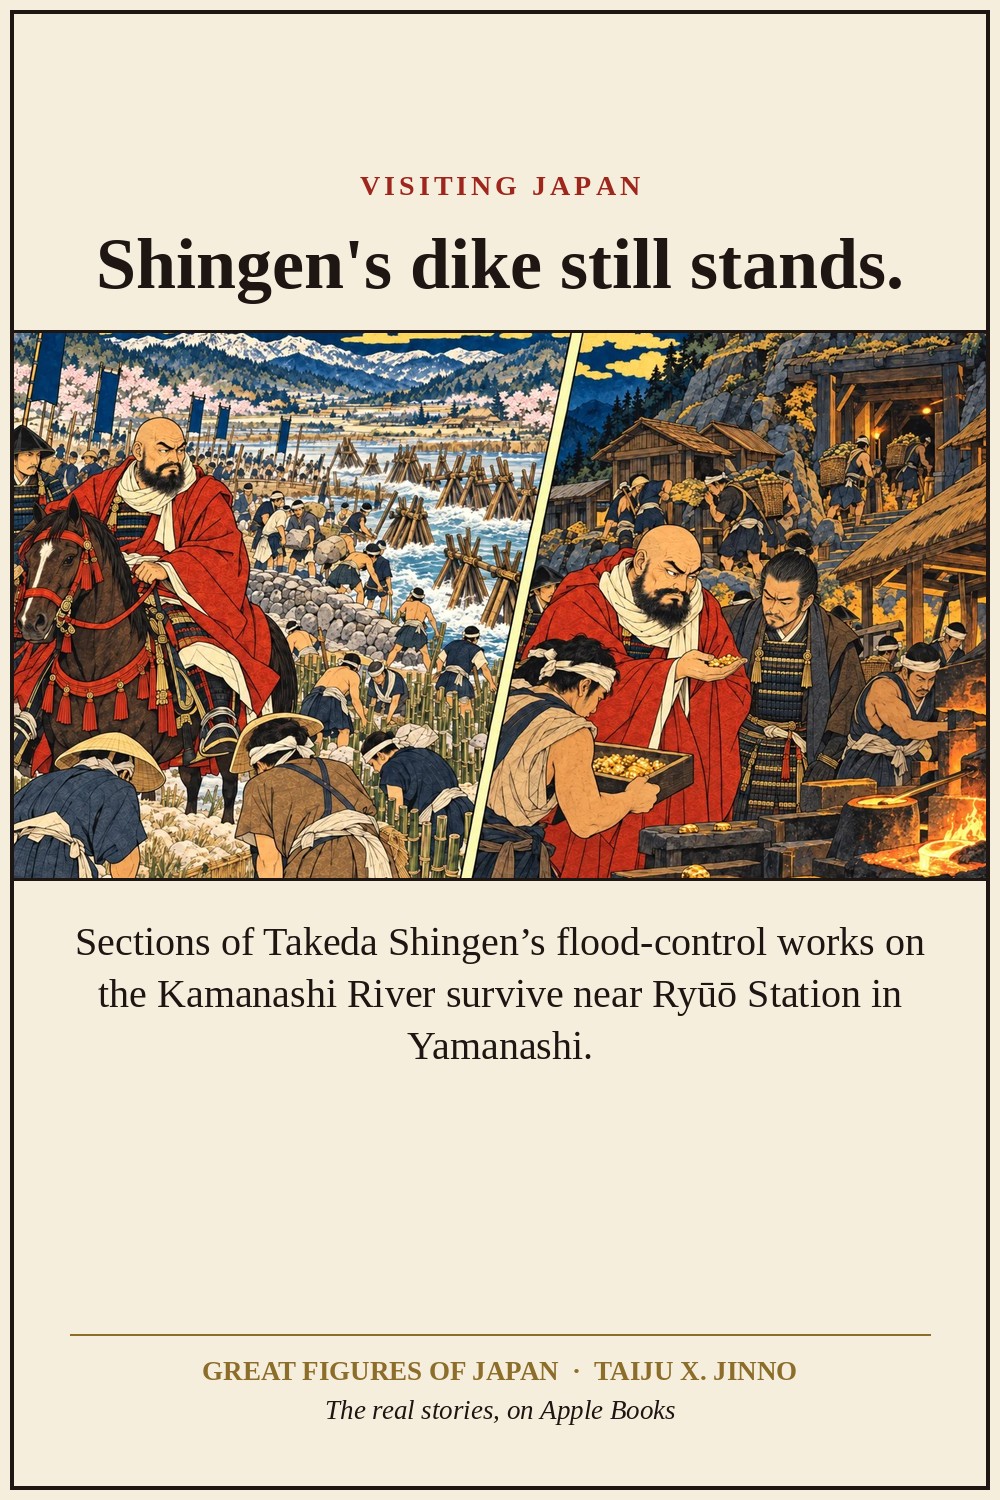 VISITING JAPAN
Shingen's dike still stands.
Sections of Takeda Shingen’s flood-control works on
the Kamanashi River survive near Ryūō Station in
Yamanashi.
GREAT FIGURES OF JAPAN · TAIJU X. JINNO
The real stories, on Apple Books